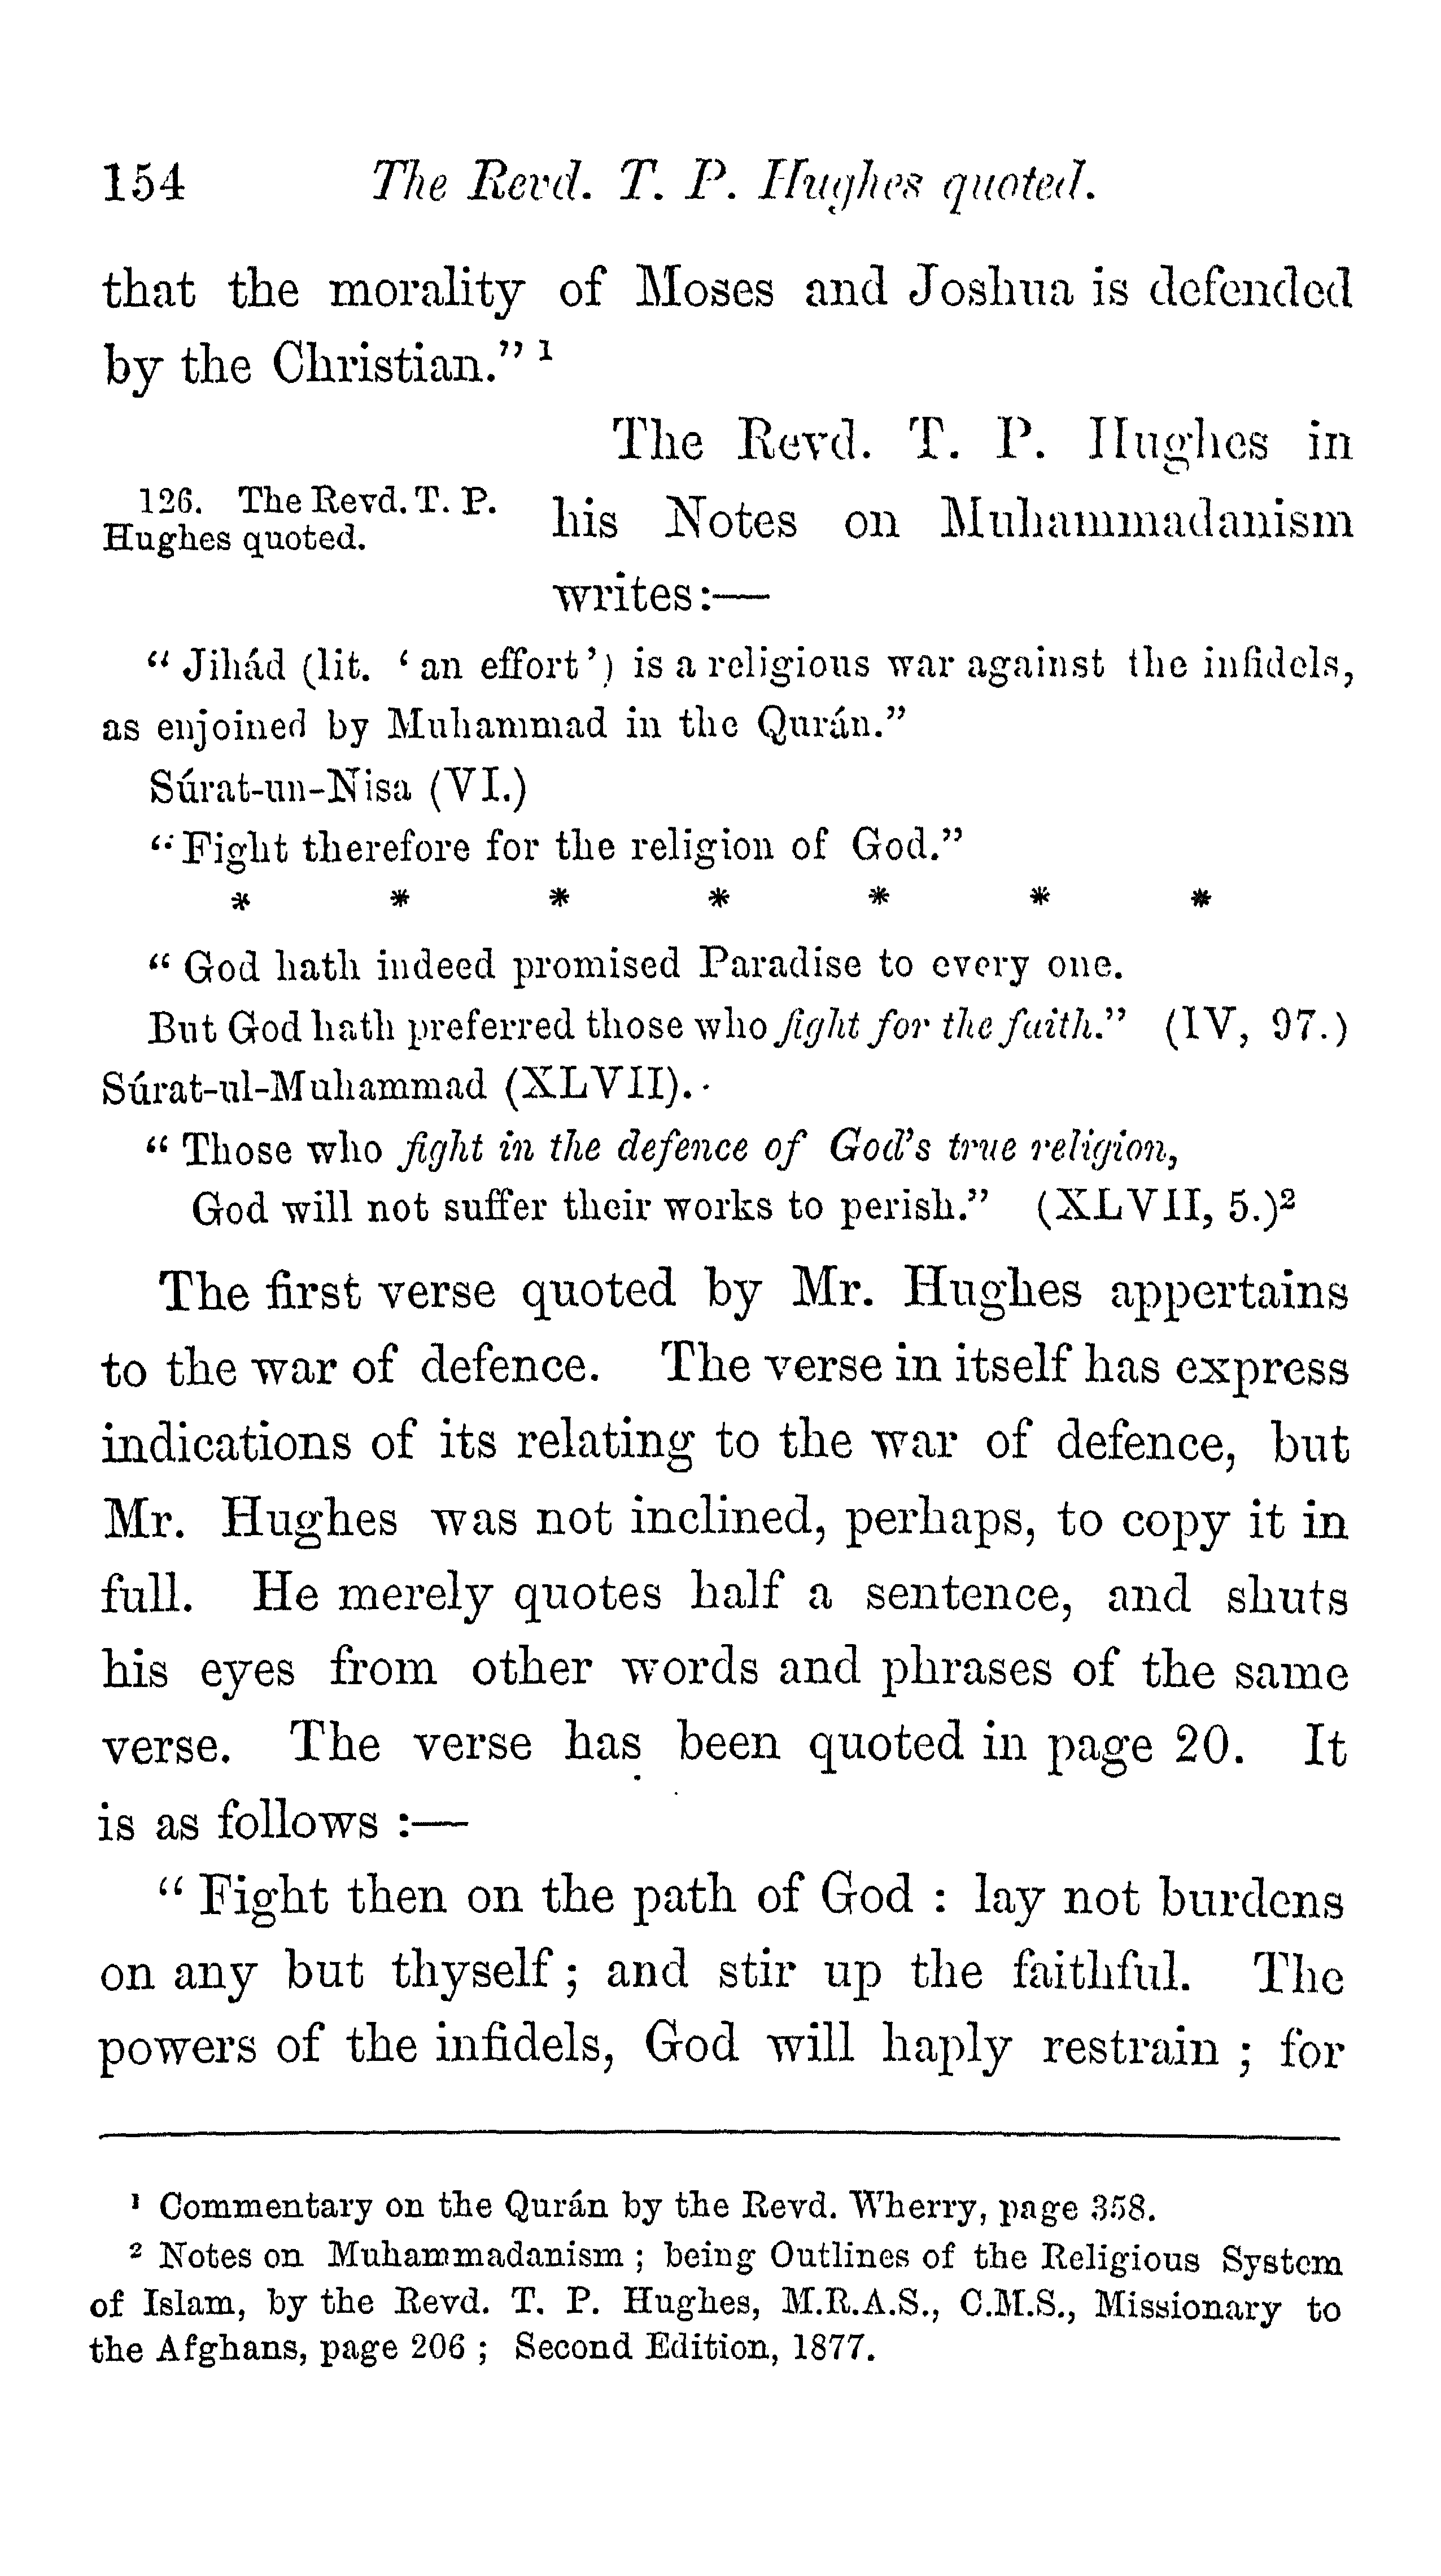 154 The Revd. T. P. Hughes quoted.
that the morality of Moses and Joshua is defended
by the Christian." 1
The Revd. T. P. Hughes in
126. The Revd. T. P.
Hughes quoted.
his Notes on Muhammadanism
writes:—
"Jihád (lit. 'an effort') is a religious war against the infidels,
as enjoined by Muhammad in the Qurán."
Súrat-un-Nisa (VI.)
"Fight therefore for the religion of God."
* * * * * * *
"God hath indeed promised Paradise to every one.
But God hath preferred those who fight for the faith." (IV, 97.)
Súrat-ul-Muhammad (XLVII).
"Those who fight in the defence of God's true religion,
God will not suffer their works to perish." (XLVII, 5.)2
The first verse quoted by Mr. Hughes appertains
to the war of defence. The verse in itself has express
indications of its relating to the war of defence, but
Mr. Hughes was not inclined, perhaps, to copy it in
full. He merely quotes half a sentence, and shuts
his eyes from other words and phrases of the same
verse. The verse has been quoted in page 20. It
is as follows :—
"Fight then on the path of God : lay not burdens
on any but thyself ; and stir up the faithful. The
powers of the infidels, God will haply restrain ; for
1 Commentary on the Qurán by the Revd. Wherry, page 358.
2 Notes on Muhammadanism ; being Outlines of the Religious System
of Islam, by the Revd. T. P. Hughes, M.R.A.S., C.M.S., Missionary to
the Afghans, page 206 ; Second Edition, 1877.